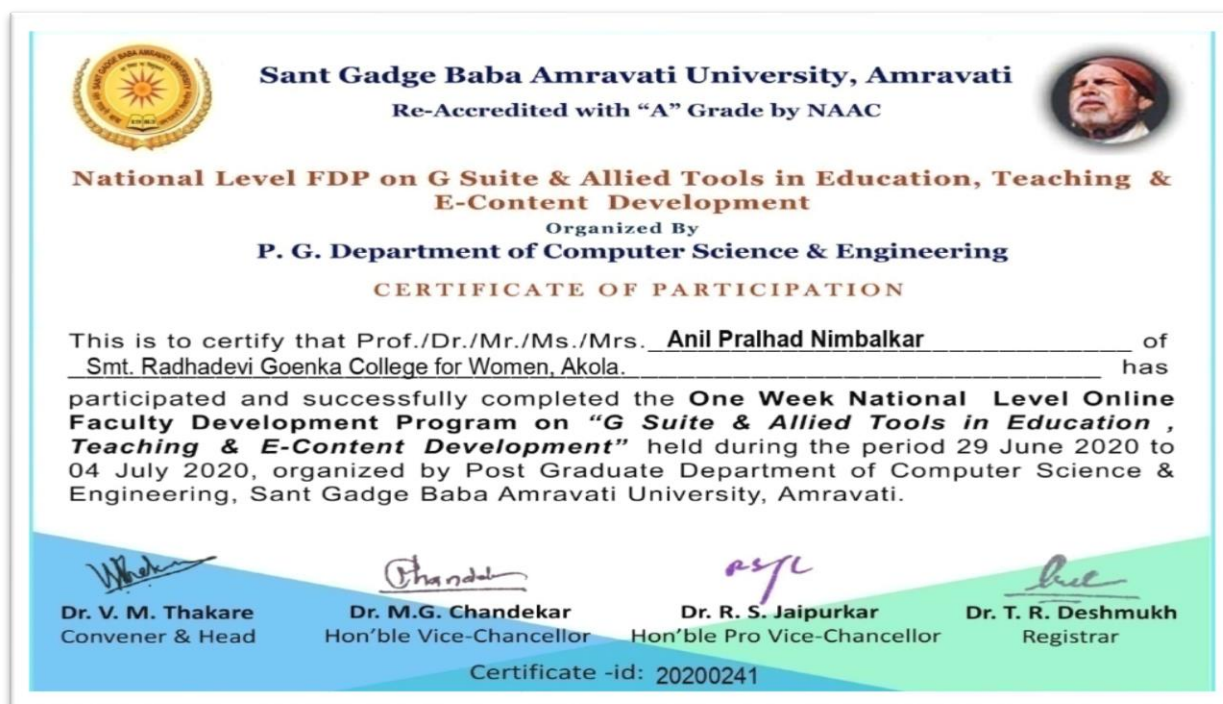 Sant Gadge Baba Amravati University, Amravati
Re-Accredited with “A” Grade by NAAC
National Level FDP on G Suite & Allied Tools in Education, Teaching &
E-Content Development
Organized By
P. G. Department of Computer Science & Engineering
CERTIFICATE OF PARTICIPATION
This is to certify that Prof./Dr./Mr./Ms./Mrs. Anil Pralhad Nimbalkar of
Smt. Radhadevi Goenka College for Women, Akola. has
participated and successfully completed the One Week National Level Online
Faculty Development Program on “G Suite & Allied Tools in Education ,
Teaching & E-Content Development” held during the period 29 June 2020 to
04 July 2020, organized by Post Graduate Department of Computer Science &
Engineering, Sant Gadge Baba Amravati University, Amravati.
Dr. V. M. Thakare
Convener & Head
Dr. M.G. Chandekar
Hon’ble Vice-Chancellor
Dr. R. S. Jaipurkar
Hon’ble Pro Vice-Chancellor
Dr. T. R. Deshmukh
Registrar
Certificate -id: 20200241